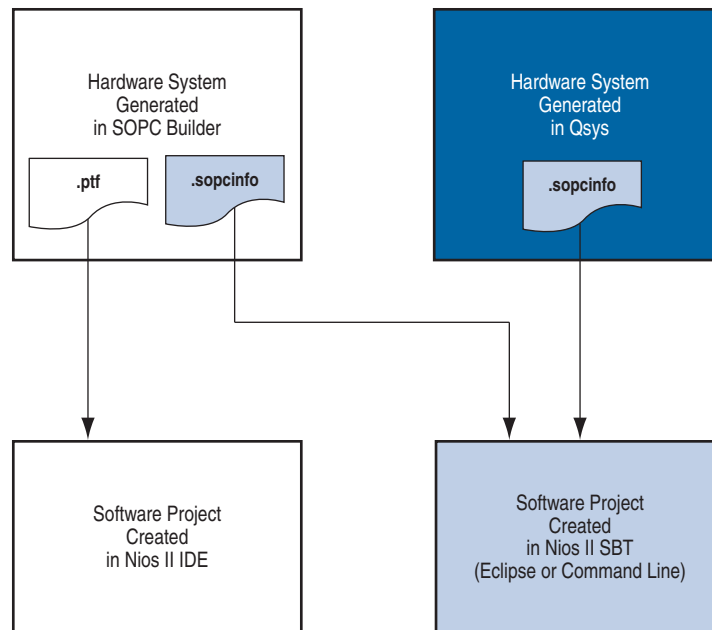 Hardware System
Generated
in SOPC Builder
.ptf
.sopcinfo
Hardware System
Generated
in Qsys
.sopcinfo
Software Project
Created
in Nios II IDE
Software Project
Created
in Nios II SBT
(Eclipse or Command Line)